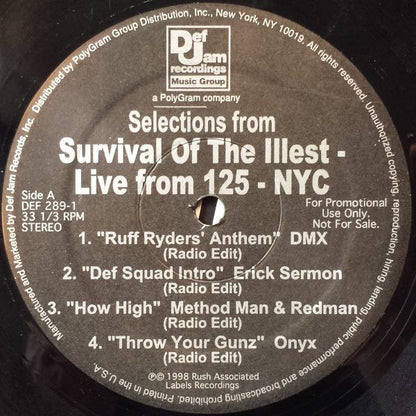 Manufactured and Marketed by Def Jam Records, Inc. Distributed by PolyGram Group Distribution, Inc., New York, NY 10019. All rights reserved. Unauthorized copying, reproduction, hiring, lending, public performance and broadcasting prohibited. Printed in the U.S.A.
Def
Jam
recordings
Music Group
a PolyGram company
Selections from
Survival Of The Illest -
Live from 125 - NYC
Side A
DEF 289-1
33 1/3 RPM
STEREO
For Promotional
Use Only.
Not For Sale.
1. "Ruff Ryders' Anthem" DMX
(Radio Edit)
2. "Def Squad Intro" Erick Sermon
(Radio Edit)
3. "How High" Method Man & Redman
(Radio Edit)
4. "Throw Your Gunz" Onyx
(Radio Edit)
℗© 1998 Rush Associated
Labels Recordings